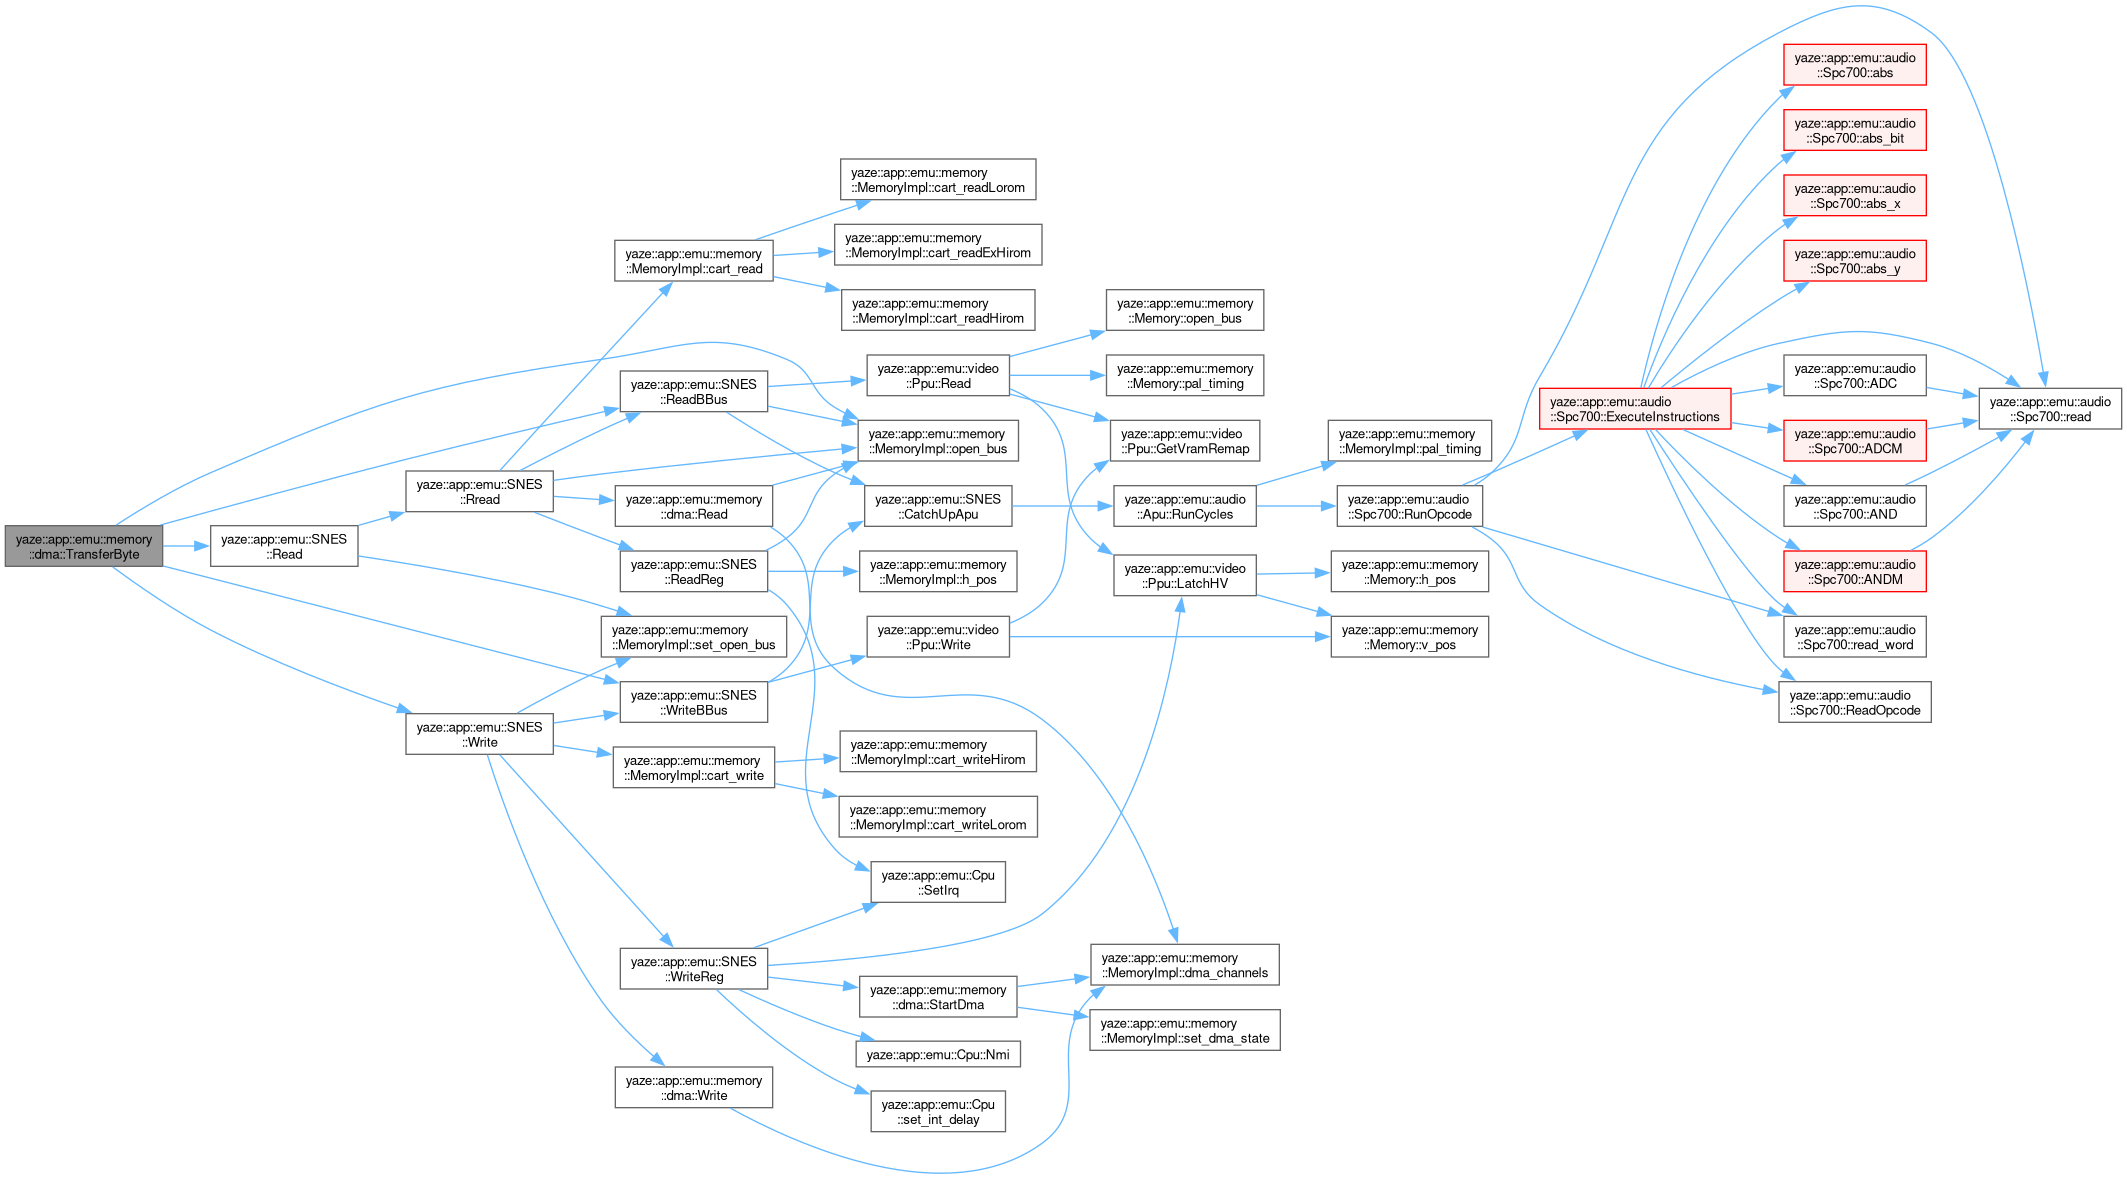 yaze::app::emu::memory
::dma::TransferByte
yaze::app::emu::SNES
::Read
yaze::app::emu::SNES
::Rread
yaze::app::emu::SNES
::Write
yaze::app::emu::memory
::MemoryImpl::cart_read
yaze::app::emu::SNES
::ReadBBus
yaze::app::emu::memory
::dma::Read
yaze::app::emu::SNES
::ReadReg
yaze::app::emu::memory
::MemoryImpl::set_open_bus
yaze::app::emu::SNES
::WriteBBus
yaze::app::emu::memory
::MemoryImpl::cart_write
yaze::app::emu::SNES
::WriteReg
yaze::app::emu::memory
::dma::Write
yaze::app::emu::memory
::MemoryImpl::cart_readLorom
yaze::app::emu::memory
::MemoryImpl::cart_readExHirom
yaze::app::emu::memory
::MemoryImpl::cart_readHirom
yaze::app::emu::video
::Ppu::Read
yaze::app::emu::memory
::MemoryImpl::open_bus
yaze::app::emu::SNES
::CatchUpApu
yaze::app::emu::memory
::MemoryImpl::h_pos
yaze::app::emu::video
::Ppu::Write
yaze::app::emu::memory
::MemoryImpl::cart_writeHirom
yaze::app::emu::memory
::MemoryImpl::cart_writeLorom
yaze::app::emu::Cpu
::SetIrq
yaze::app::emu::memory
::dma::StartDma
yaze::app::emu::Cpu::Nmi
yaze::app::emu::Cpu
::set_int_delay
yaze::app::emu::memory
::Memory::open_bus
yaze::app::emu::memory
::Memory::pal_timing
yaze::app::emu::video
::Ppu::GetVramRemap
yaze::app::emu::audio
::Apu::RunCycles
yaze::app::emu::video
::Ppu::LatchHV
yaze::app::emu::memory
::MemoryImpl::dma_channels
yaze::app::emu::memory
::MemoryImpl::set_dma_state
yaze::app::emu::memory
::MemoryImpl::pal_timing
yaze::app::emu::audio
::Spc700::RunOpcode
yaze::app::emu::memory
::Memory::h_pos
yaze::app::emu::memory
::Memory::v_pos
yaze::app::emu::audio
::Spc700::ExecuteInstructions
yaze::app::emu::audio
::Spc700::abs
yaze::app::emu::audio
::Spc700::abs_bit
yaze::app::emu::audio
::Spc700::abs_x
yaze::app::emu::audio
::Spc700::abs_y
yaze::app::emu::audio
::Spc700::ADC
yaze::app::emu::audio
::Spc700::ADCM
yaze::app::emu::audio
::Spc700::AND
yaze::app::emu::audio
::Spc700::ANDM
yaze::app::emu::audio
::Spc700::read_word
yaze::app::emu::audio
::Spc700::ReadOpcode
yaze::app::emu::audio
::Spc700::read